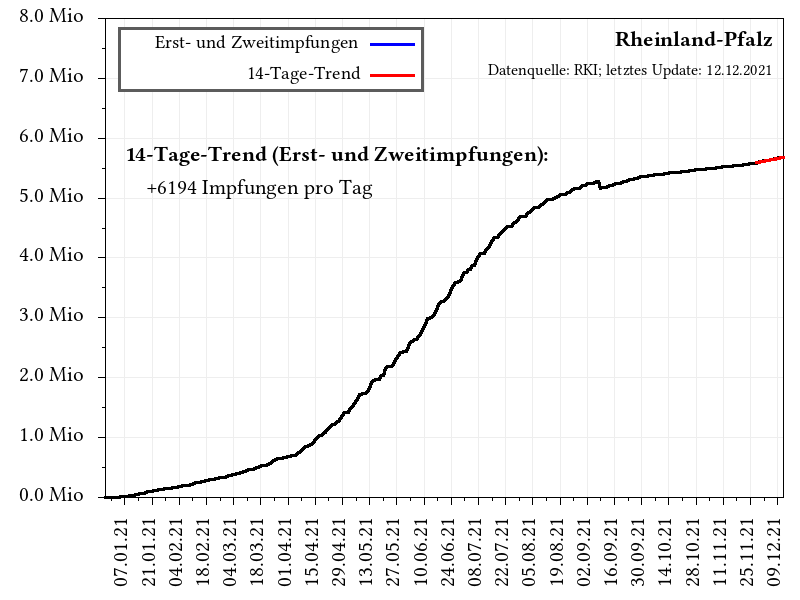 8.0 Mio
7.0 Mio
6.0 Mio
5.0 Mio
4.0 Mio
3.0 Mio
2.0 Mio
1.0 Mio
0.0 Mio
Erst- und Zweitimpfungen
14-Tage-Trend
Rheinland-Pfalz
Datenquelle: RKI; letztes Update: 12.12.2021
14-Tage-Trend (Erst- und Zweitimpfungen):
+6194 Impfungen pro Tag
07.01.21
21.01.21
04.02.21
18.02.21
04.03.21
18.03.21
01.04.21
15.04.21
29.04.21
13.05.21
27.05.21
10.06.21
24.06.21
08.07.21
22.07.21
05.08.21
19.08.21
02.09.21
16.09.21
30.09.21
14.10.21
28.10.21
11.11.21
25.11.21
09.12.21